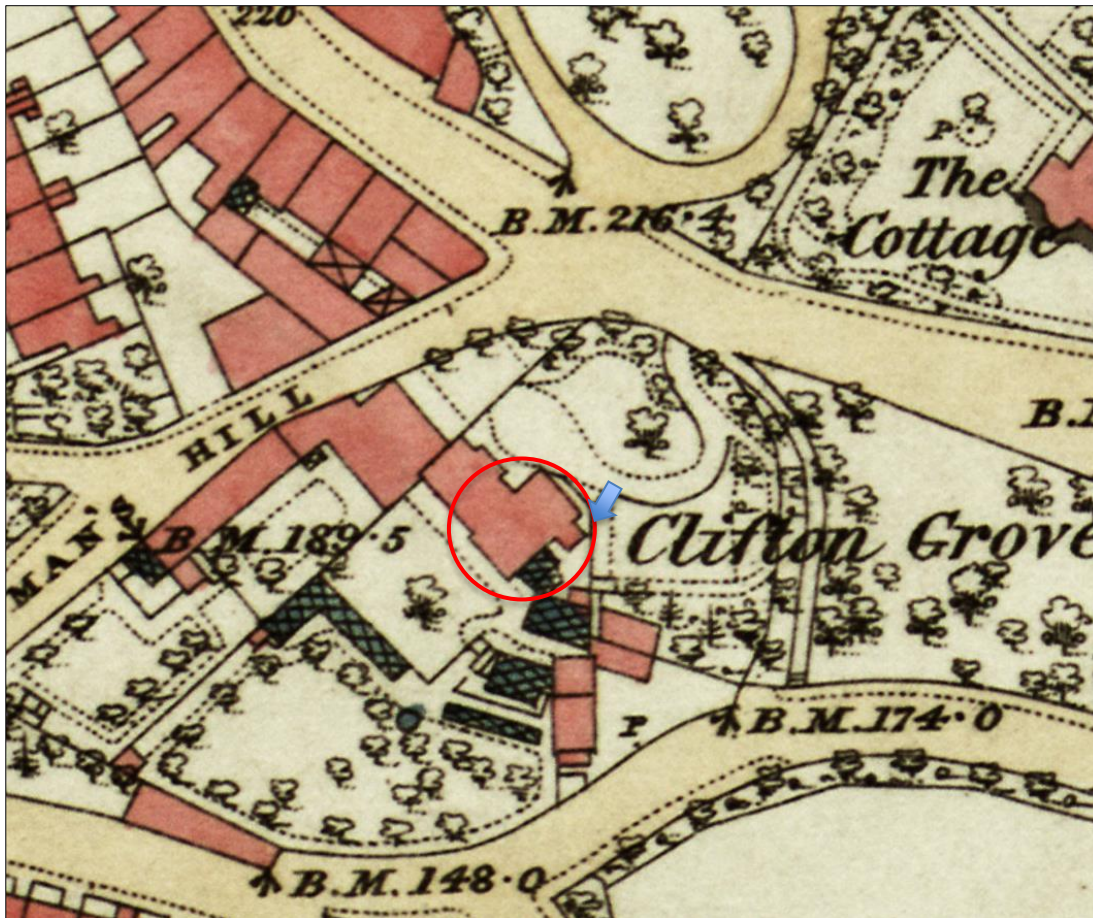 ·220
P
The
Cottage
B.M.216·4
HILL
MAN'S
B.M.189·5
Clifton Grove
P.
B.M.174·0
B.M.148·0